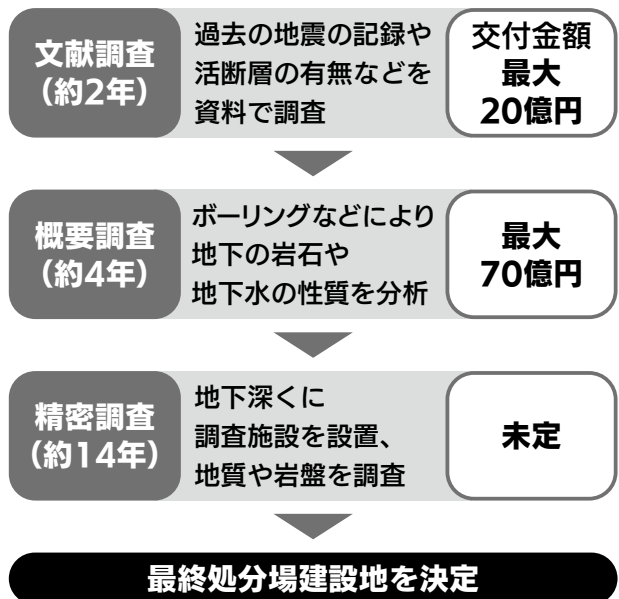 文献調査
（約2年）
過去の地震の記録や
活断層の有無などを
資料で調査
交付金額
最大
20億円
概要調査
（約4年）
ボーリングなどにより
地下の岩石や
地下水の性質を分析
最大
70億円
精密調査
（約14年）
地下深くに
調査施設を設置、
地質や岩盤を調査
未定
最終処分場建設地を決定